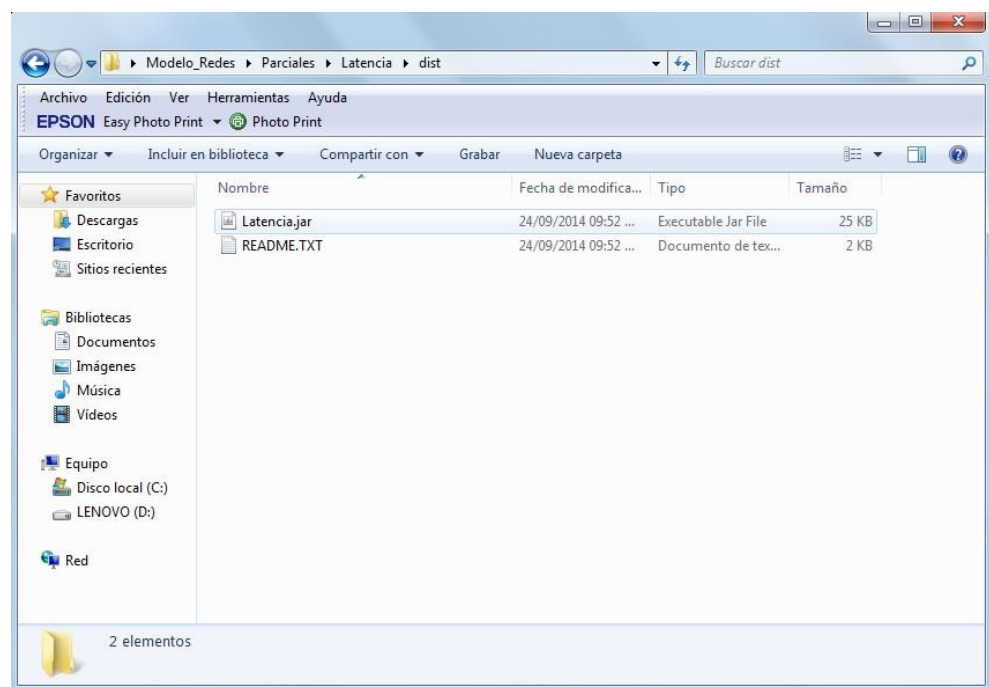 Modelo_Redes ▸ Parciales ▸ Latencia ▸ dist
Buscar dist
Archivo Edición Ver Herramientas Ayuda
EPSON Easy Photo Print Photo Print
Organizar Incluir en biblioteca Compartir con Grabar Nueva carpeta
Favoritos
Descargas
Escritorio
Sitios recientes
Bibliotecas
Documentos
Imágenes
Música
Vídeos
Equipo
Disco local (C:)
LENOVO (D:)
Red
Nombre Fecha de modifica... Tipo Tamaño
Latencia.jar 24/09/2014 09:52 ... Executable Jar File 25 KB
README.TXT 24/09/2014 09:52 ... Documento de tex... 2 KB
2 elementos